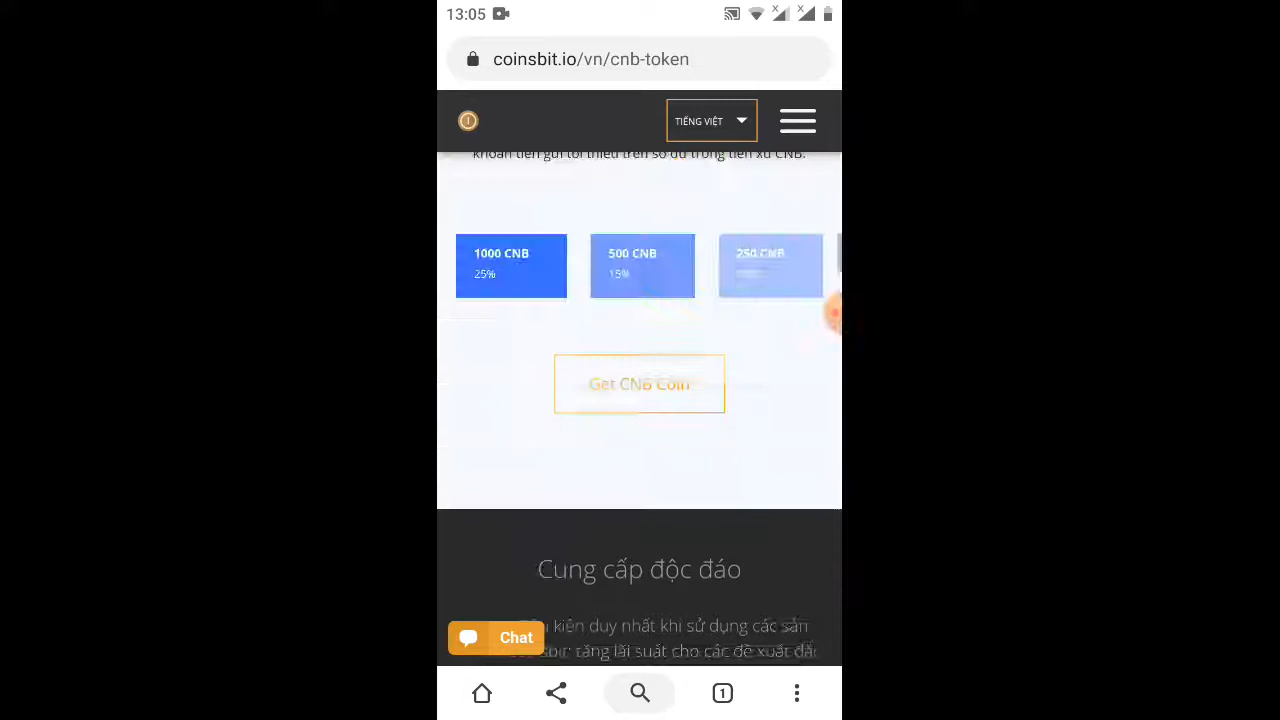 13:05
coinsbit.io/vn/cnb-token
TIẾNG VIỆT
khoản tiền gửi tối thiểu trên số dư trong tiền xu CNB.
1000 CNB
25%
500 CNB
15%
250 CNB
Get CNB Coin
Cung cấp độc đáo
kiện duy nhất khi sử dụng các sản
tăng lãi suất cho các đề xuất đầ
Chat
1